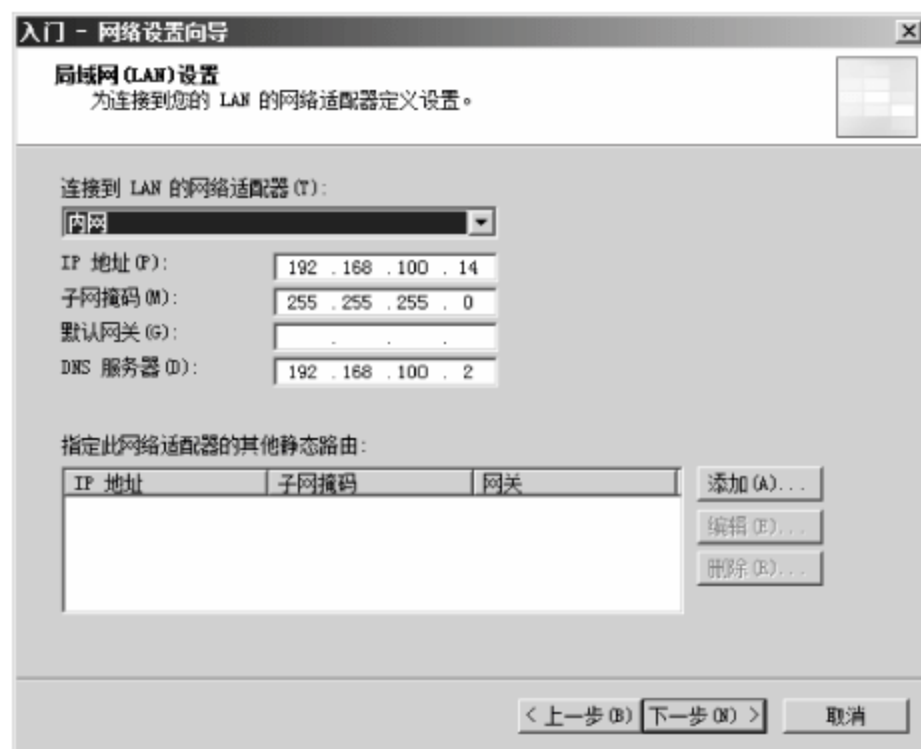 入门 - 网络设置向导
局域网(LAN)设置
为连接到您的 LAN 的网络适配器定义设置。
连接到 LAN 的网络适配器(T):
内网
IP 地址(P): 192 . 168 . 100 . 14
子网掩码(M): 255 . 255 . 255 . 0
默认网关(G): . . .
DNS 服务器(D): 192 . 168 . 100 . 2
指定此网络适配器的其他静态路由:
IP 地址 子网掩码 网关
添加(A)...
编辑(E)...
删除(R)...
< 上一步(B) 下一步(N) > 取消